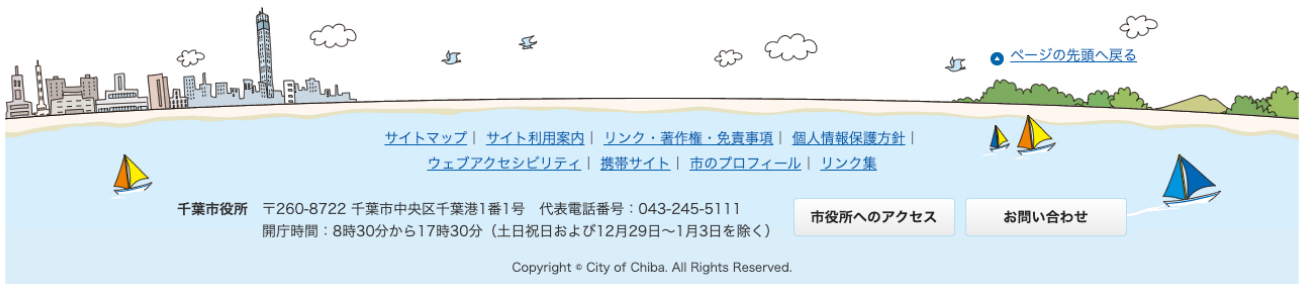 ページの先頭へ戻る
サイトマップ | サイト利用案内 | リンク・著作権・免責事項 | 個人情報保護方針 |
ウェブアクセシビリティ | 携帯サイト | 市のプロフィール | リンク集
千葉市役所 〒260-8722 千葉市中央区千葉港1番1号 代表電話番号：043-245-5111
開庁時間：8時30分から17時30分（土日祝日および12月29日～1月3日を除く）
市役所へのアクセス お問い合わせ
Copyright © City of Chiba. All Rights Reserved.